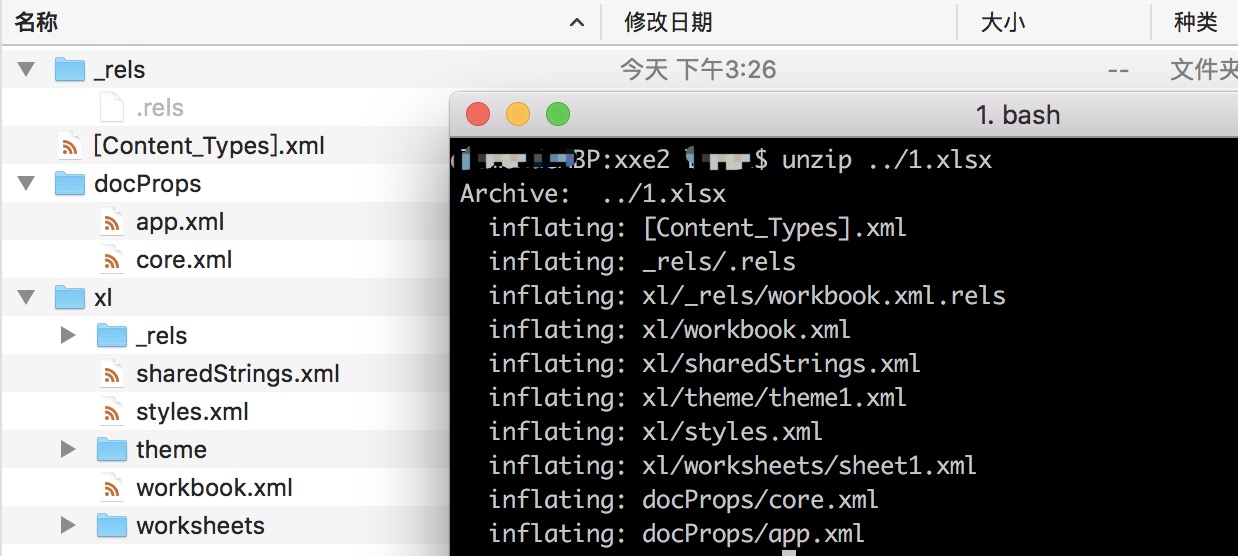 名称 修改日期 大小 种类
_rels 今天 下午3:26 -- 文件夹
.rels
[Content_Types].xml
docProps
app.xml
core.xml
xl
_rels
sharedStrings.xml
styles.xml
theme
workbook.xml
worksheets
1. bash
BP:xxe2 $ unzip ../1.xlsx
Archive:  ../1.xlsx
inflating: [Content_Types].xml
inflating: _rels/.rels
inflating: xl/_rels/workbook.xml.rels
inflating: xl/workbook.xml
inflating: xl/sharedStrings.xml
inflating: xl/theme/theme1.xml
inflating: xl/styles.xml
inflating: xl/worksheets/sheet1.xml
inflating: docProps/core.xml
inflating: docProps/app.xml